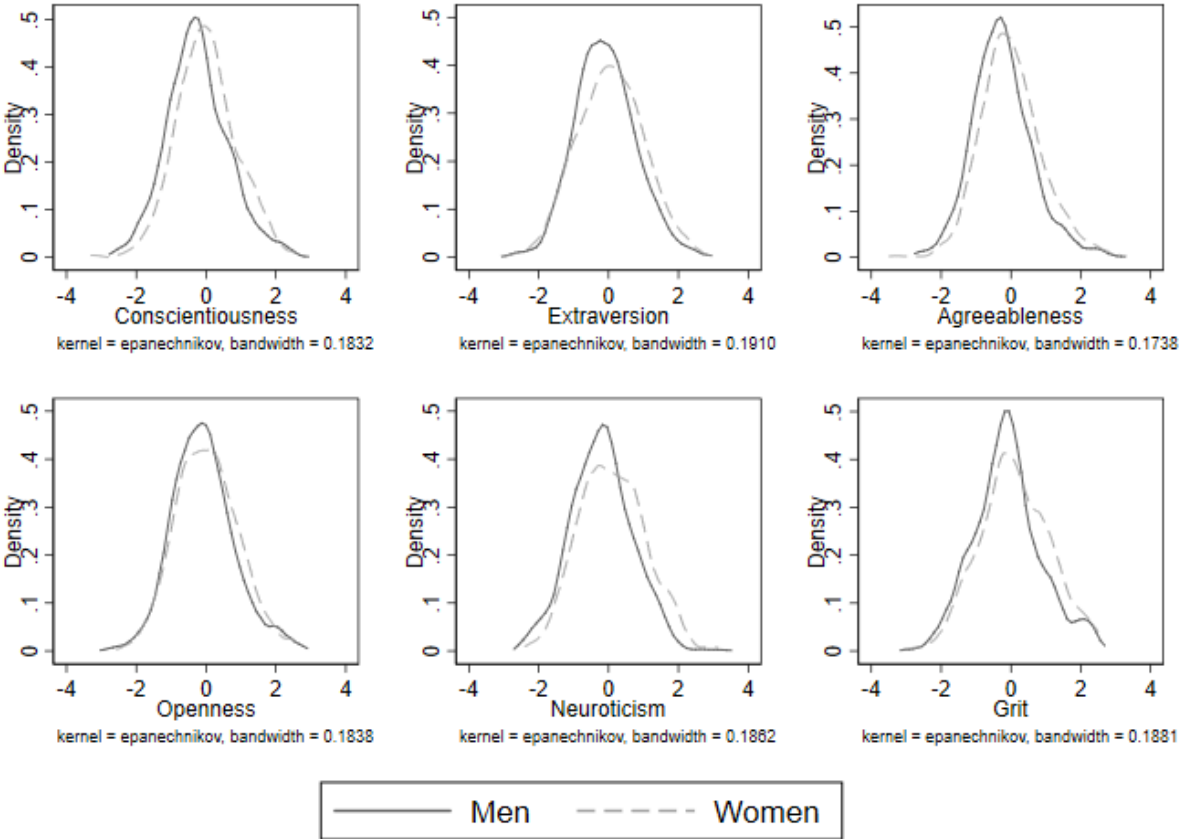 Density
0 .1 .2 .3 .4 .5
-4 -2 0 2 4
Conscientiousness
kernel = epanechnikov, bandwidth = 0.1832
Density
0 .1 .2 .3 .4 .5
-4 -2 0 2 4
Extraversion
kernel = epanechnikov, bandwidth = 0.1910
Density
0 .1 .2 .3 .4 .5
-4 -2 0 2 4
Agreeableness
kernel = epanechnikov, bandwidth = 0.1738
Density
0 .1 .2 .3 .4 .5
-4 -2 0 2 4
Openness
kernel = epanechnikov, bandwidth = 0.1838
Density
0 .1 .2 .3 .4 .5
-4 -2 0 2 4
Neuroticism
kernel = epanechnikov, bandwidth = 0.1862
Density
0 .1 .2 .3 .4 .5
-4 -2 0 2 4
Grit
kernel = epanechnikov, bandwidth = 0.1881
Men Women